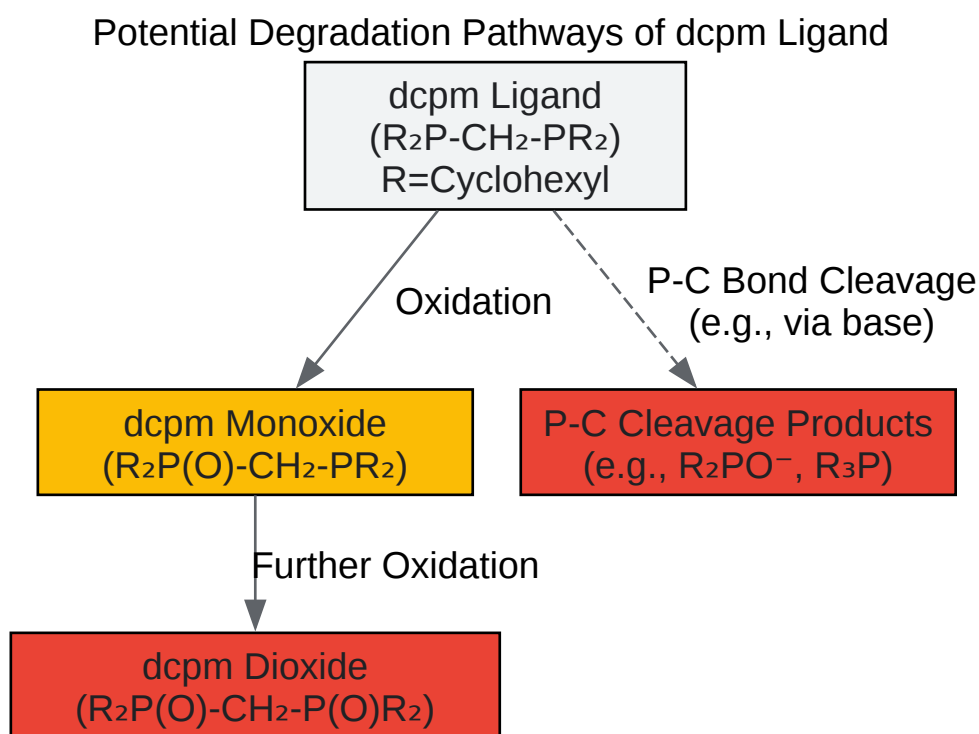 Potential Degradation Pathways of dcpm Ligand
dcpm Ligand
(R₂P-CH₂-PR₂)
R=Cyclohexyl
Oxidation
P-C Bond Cleavage
(e.g., via base)
dcpm Monoxide
(R₂P(O)-CH₂-PR₂)
P-C Cleavage Products
(e.g., R₂PO⁻, R₃P)
Further Oxidation
dcpm Dioxide
(R₂P(O)-CH₂-P(O)R₂)